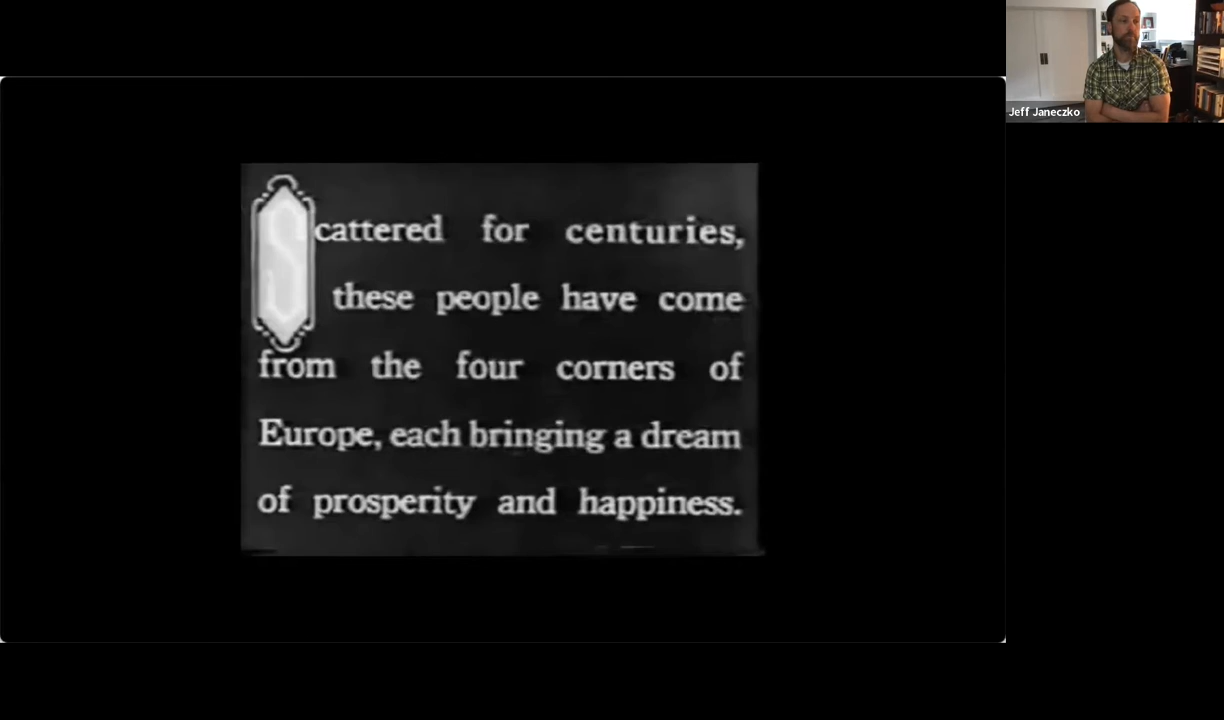 Jeff Janeczko
Scattered for centuries,
these people have come
from the four corners of
Europe, each bringing a dream
of prosperity and happiness.